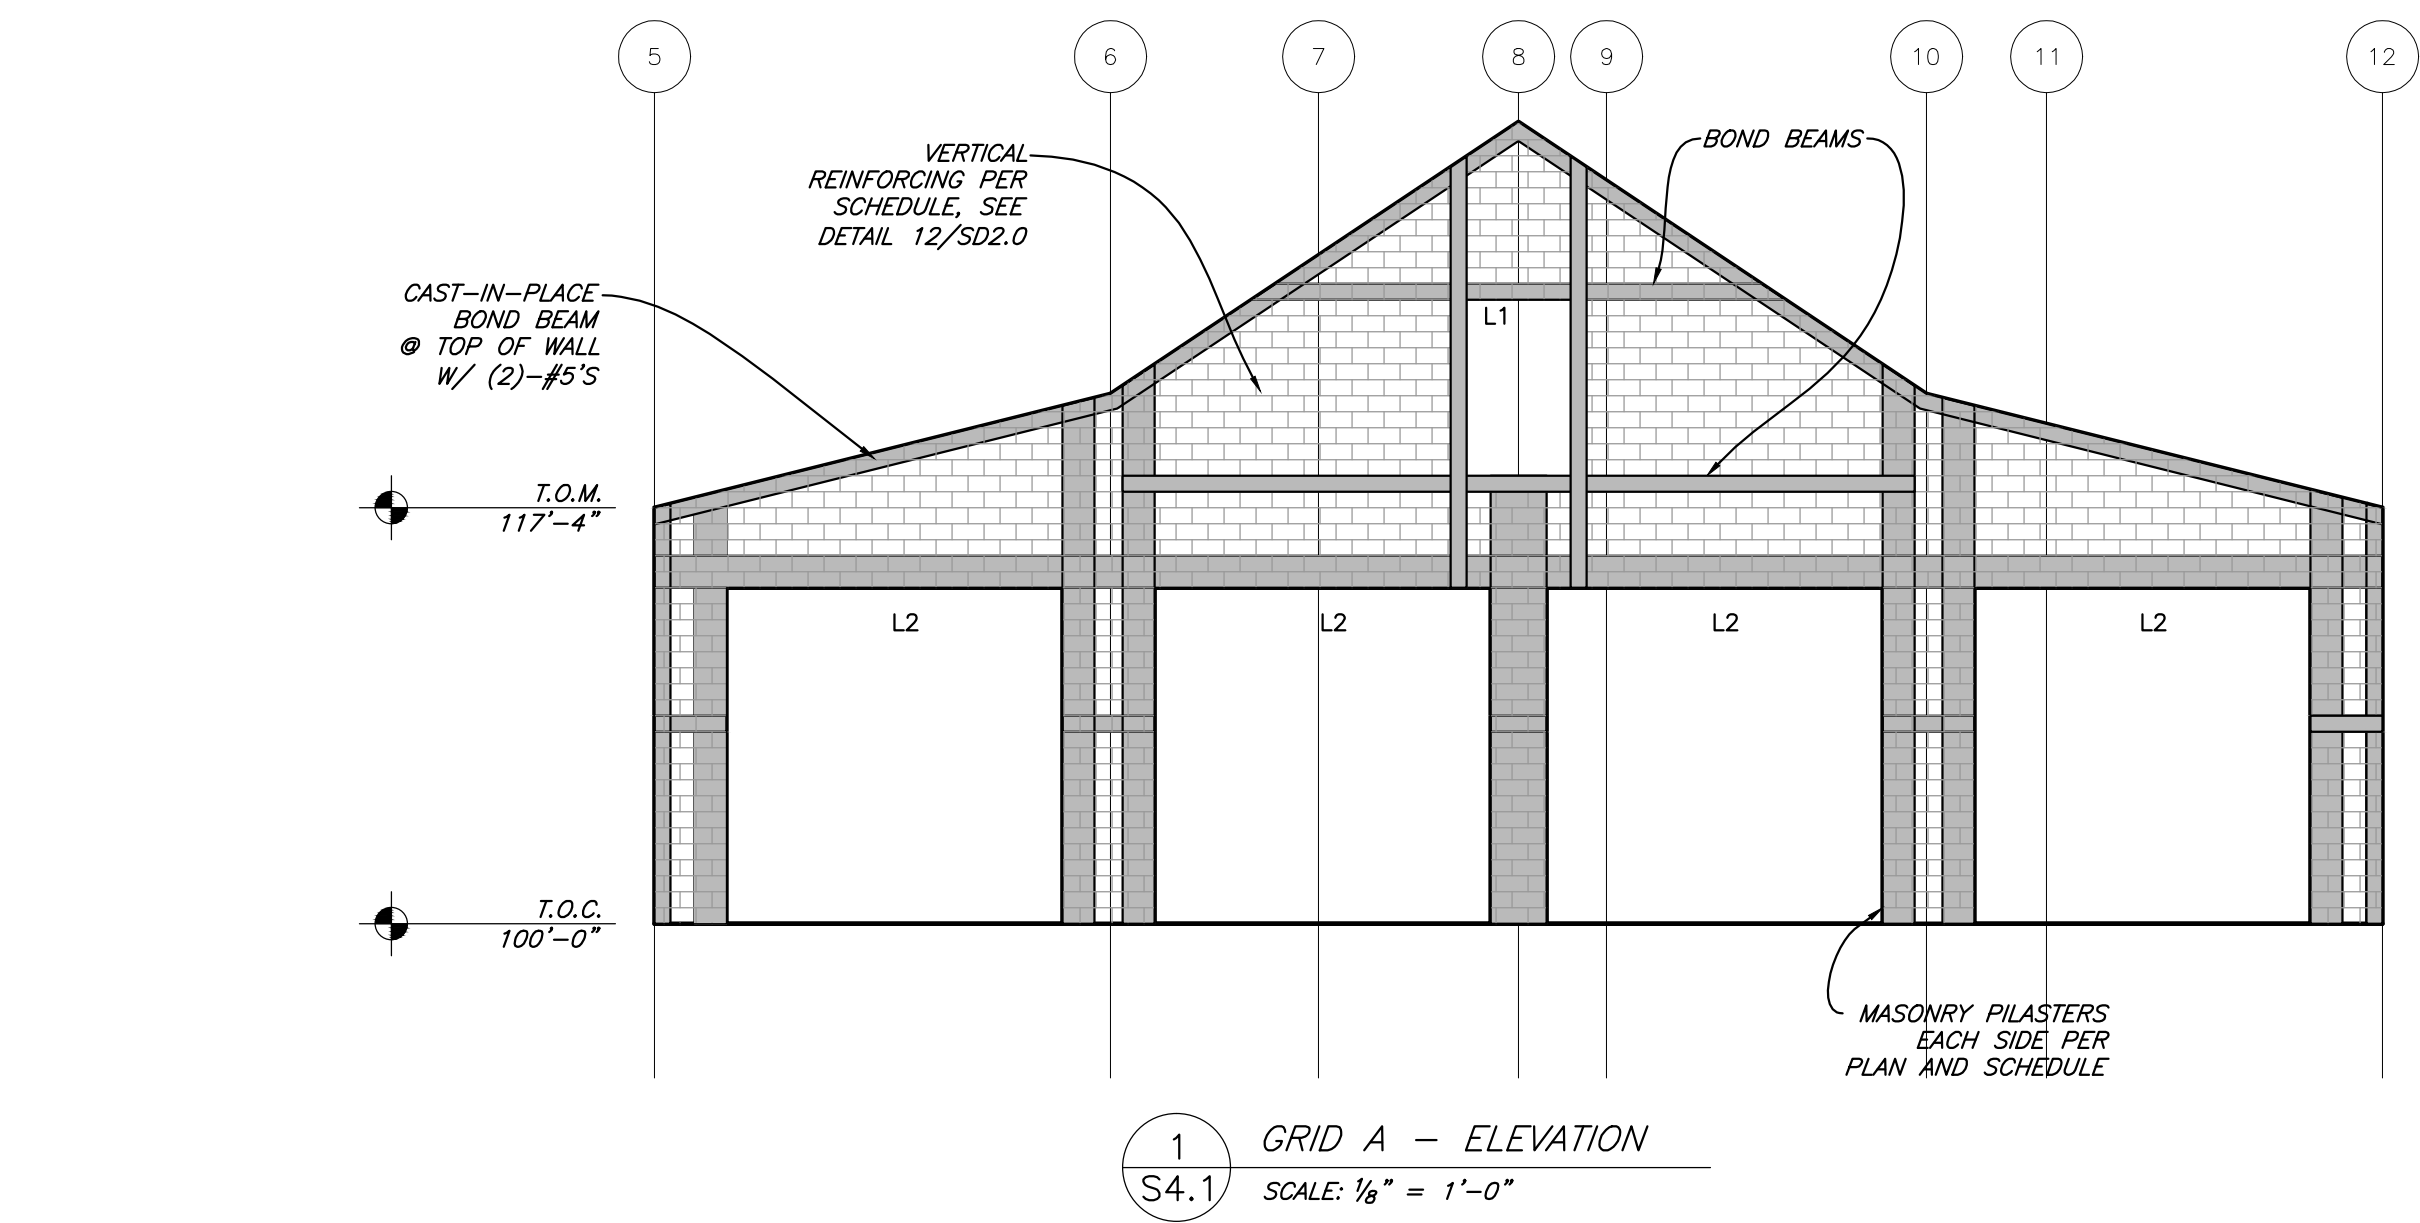 5
6
7
8
9
10
11
12
VERTICAL
REINFORCING PER
SCHEDULE, SEE
DETAIL 12/SD2.0
BOND BEAMS
CAST-IN-PLACE
BOND BEAM
@ TOP OF WALL
W/ (2)-#5'S
L1
T.O.M.
117'-4"
L2
L2
L2
L2
T.O.C.
100'-0"
MASONRY PILASTERS
EACH SIDE PER
PLAN AND SCHEDULE
1
S4.1
GRID A - ELEVATION
SCALE: 1/8" = 1'-0"